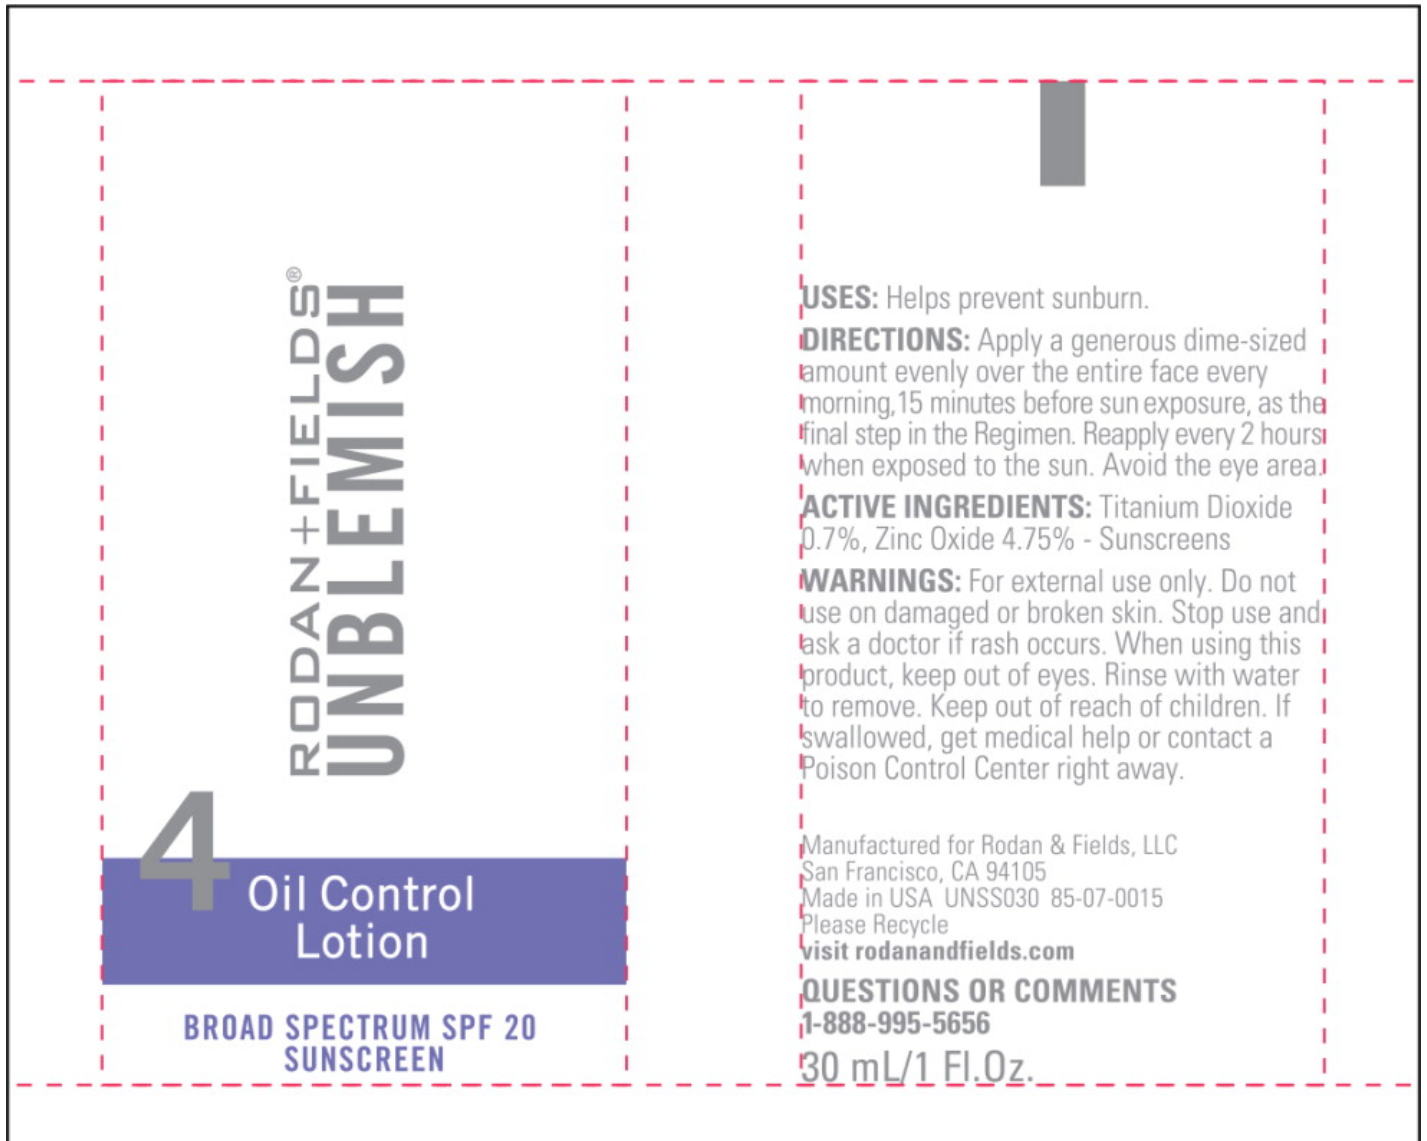 RODAN+FIELDS®
UNBLEMISH
4
Oil Control
Lotion
BROAD SPECTRUM SPF 20
SUNSCREEN
USES: Helps prevent sunburn.
DIRECTIONS: Apply a generous dime-sized
amount evenly over the entire face every
morning,15 minutes before sun exposure, as the
final step in the Regimen. Reapply every 2 hours
when exposed to the sun. Avoid the eye area.
ACTIVE INGREDIENTS: Titanium Dioxide
0.7%, Zinc Oxide 4.75% - Sunscreens
WARNINGS: For external use only. Do not
use on damaged or broken skin. Stop use and
ask a doctor if rash occurs. When using this
product, keep out of eyes. Rinse with water
to remove. Keep out of reach of children. If
swallowed, get medical help or contact a
Poison Control Center right away.
Manufactured for Rodan & Fields, LLC
San Francisco, CA 94105
Made in USA UNSS030 85-07-0015
Please Recycle
visit rodanandfields.com
QUESTIONS OR COMMENTS
1-888-995-5656
30 mL/1 Fl.Oz.